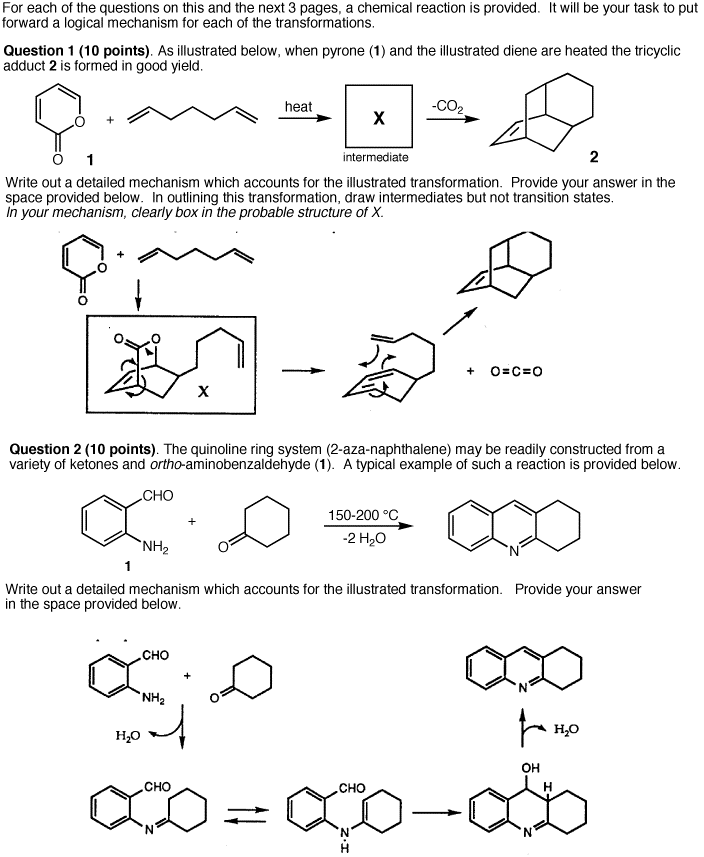 For each of the questions on this and the next 3 pages, a chemical reaction is provided.  It will be your task to put
forward a logical mechanism for each of the transformations.
Question 1 (10 points). As illustrated below, when pyrone (1) and the illustrated diene are heated the tricyclic
adduct 2 is formed in good yield.
O
O
1
+
heat
X
intermediate
-CO₂
2
Write out a detailed mechanism which accounts for the illustrated transformation.  Provide your answer in the
space provided below.  In outlining this transformation, draw intermediates but not transition states.
In your mechanism, clearly box in the probable structure of X.
O
O
+
O
O
X
+ O=C=O
Question 2 (10 points). The quinoline ring system (2-aza-naphthalene) may be readily constructed from a
variety of ketones and ortho-aminobenzaldehyde (1).  A typical example of such a reaction is provided below.
CHO
NH₂
1
+
O
150-200 °C
-2 H₂O
N
Write out a detailed mechanism which accounts for the illustrated transformation.   Provide your answer
in the space provided below.
CHO
NH₂
+
O
N
H₂O
H₂O
CHO
N
CHO
N
H
OH
H
N